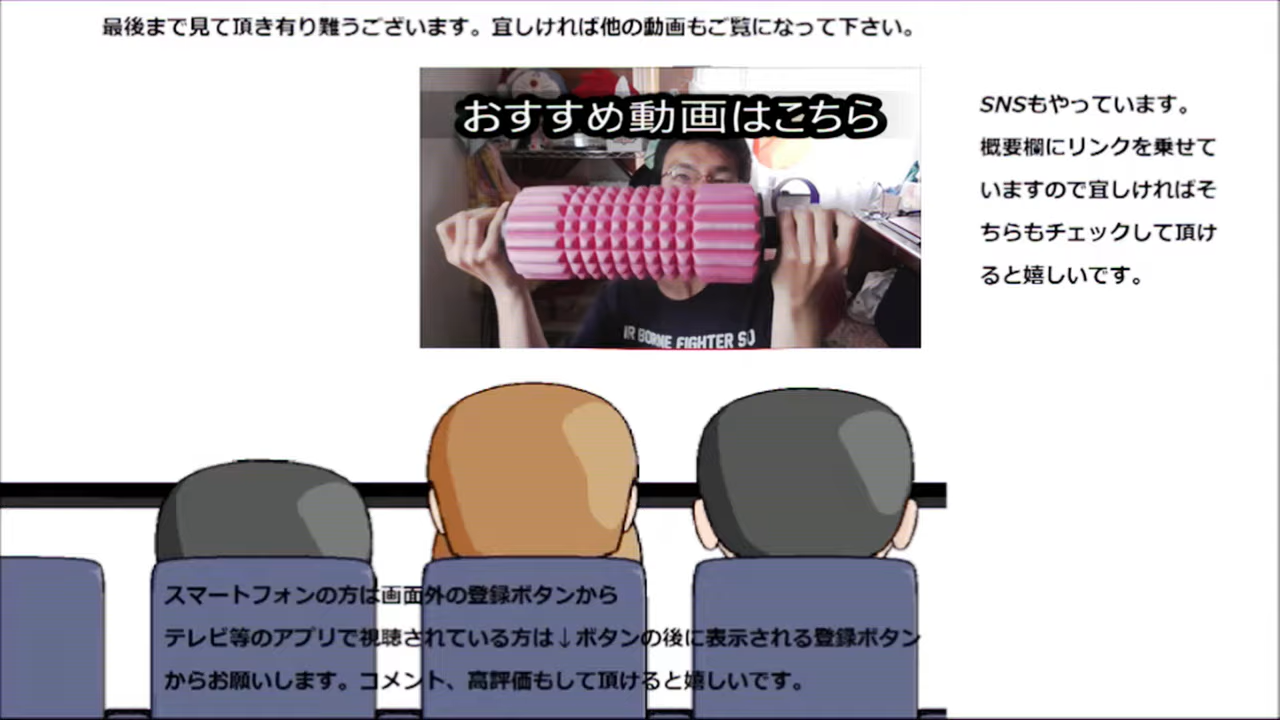 最後まで見て頂き有り難うございます。宜しければ他の動画もご覧になって下さい。
おすすめ動画はこちら
IR BORNE FIGHTER SQ
SNSもやっています。
概要欄にリンクを乗せて
いますので宜しければそ
ちらもチェックして頂け
ると嬉しいです。
スマートフォンの方は画面外の登録ボタンから
テレビ等のアプリで視聴されている方は↓ボタンの後に表示される登録ボタン
からお願いします。コメント、高評価もして頂けると嬉しいです。